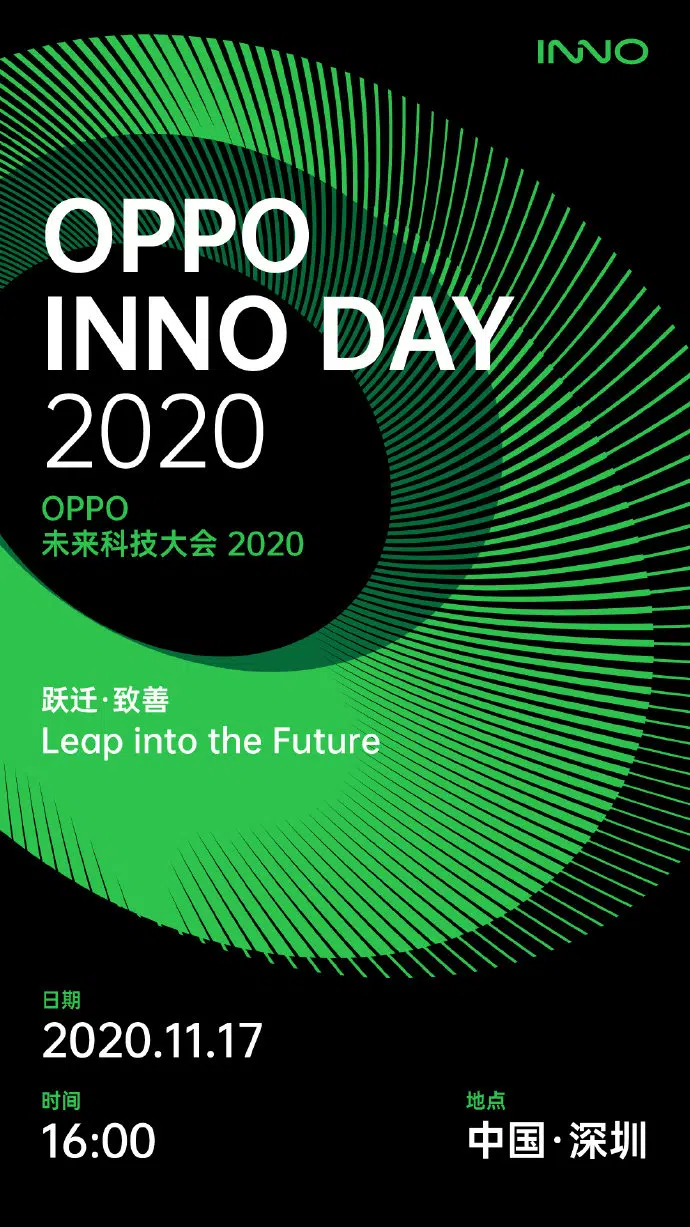 INNO
OPPO
INNO DAY
2020
OPPO
未来科技大会 2020
跃迁·致善
Leap into the Future
日期
2020.11.17
时间
16:00
地点
中国·深圳